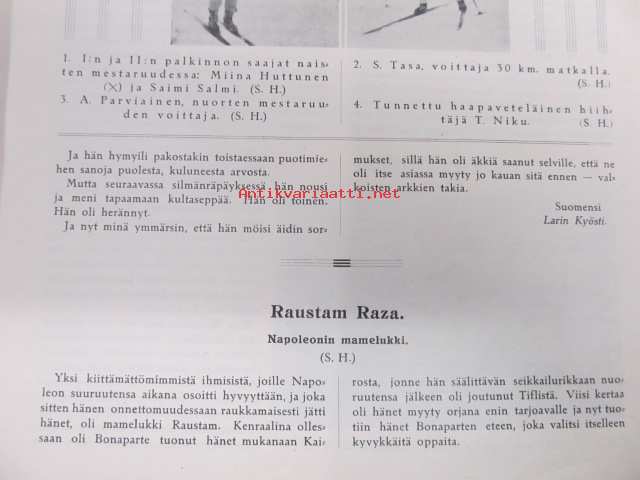 1. I:n ja II:n palkinnon saajat nais-
ten mestaruudessa: Miina Huttunen
(X) ja Saimi Salmi. (S. H.)
3. A. Parviainen, nuorten mestaruu-
den voittaja. (S. H.)
2. S. Tasa, voittaja 30 km. matkalla.
(S. H.)
4. Tunnettu haapaveteläinen hiih-
täjä T. Niku. (S. H.)
Ja hän hymyili pakostakin toistaessaan puotimie-
hen sanoja puolesta, kuluneesta arvosta.
Mutta seuraavassa silmänräpäyksessä hän nousi
ja meni tapaamaan kultaseppää. Hän oli toinen.
Hän oli herännyt.
Ja nyt minä ymmärsin, että hän möisi äidin sor-
mukset, sillä hän oli äkkiä saanut selville, että ne
oli itse asiassa myyty jo kauan sitä ennen — val-
koisten arkkien takia.
Suomensi
Larin Kyösti.
Antikvariaatti.net
Raustam Raza.
Napoleonin mamelukki.
(S. H.)
Yksi kiittämättömimmistä ihmisistä, joille Napo-
leon suuruutensa aikana osoitti hyvyyttään, ja joka
sitten hänen onnettomuudessaan raukkamaisesti jätti
hänet, oli mamelukki Raustam. Kenraalina olles-
saan oli Bonaparte tuonut hänet mukanaan Kai-
rosta, jonne hän säälittävän seikkailurikkaan nuo-
ruutensa jälkeen oli joutunut Tiflistä. Viisi kertaa
oli hänet myyty orjana enin tarjoavalle ja nyt tuo-
tiin hänet Bonaparten eteen, joka valitsi itselleen
kyvykkäitä oppaita.